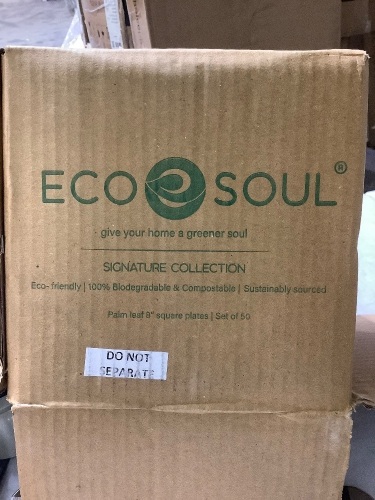 ECO SOUL®
give your home a greener soul
SIGNATURE COLLECTION
Eco-friendly | 100% Biodegradable & Compostable | Sustainably sourced
Palm leaf 8" square plates | Set of 50
DO NOT
SEPARATE